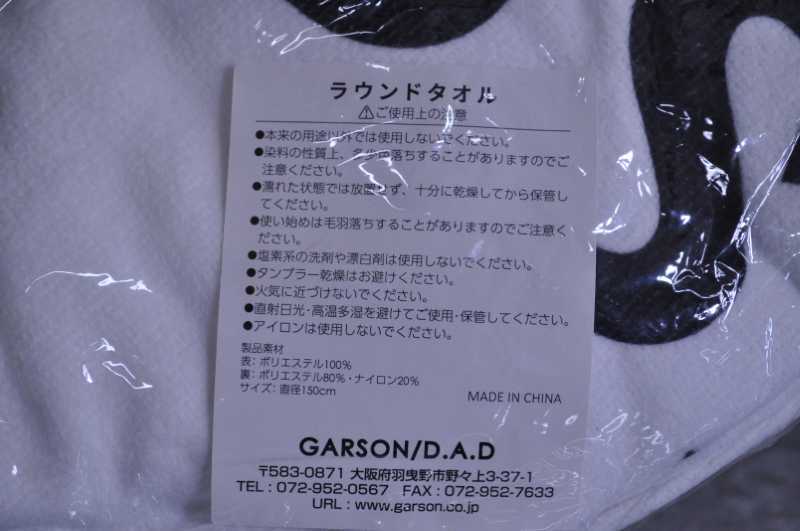 ラウンドタオル
⚠ご使用上の注意
●本来の用途以外では使用しないでください。
●染料の性質上、多少色落ちすることがありますのでご
注意ください。
●濡れた状態では放置せず、十分に乾燥してから保管し
てください。
●使い始めは毛羽落ちすることがありますのでご注意く
ださい。
●塩素系の洗剤や漂白剤は使用しないでください。
●タンブラー乾燥はお避けください。
●火気に近づけないでください。
●直射日光・高温多湿を避けてご使用・保管してください。
●アイロンは使用しないでください。
製品素材
表：ポリエステル100%
裏：ポリエステル80%・ナイロン20%
サイズ：直径150cm
MADE IN CHINA
GARSON/D.A.D
〒583-0871 大阪府羽曳野市野々上3-37-1
TEL：072-952-0567 FAX：072-952-7633
URL：www.garson.co.jp